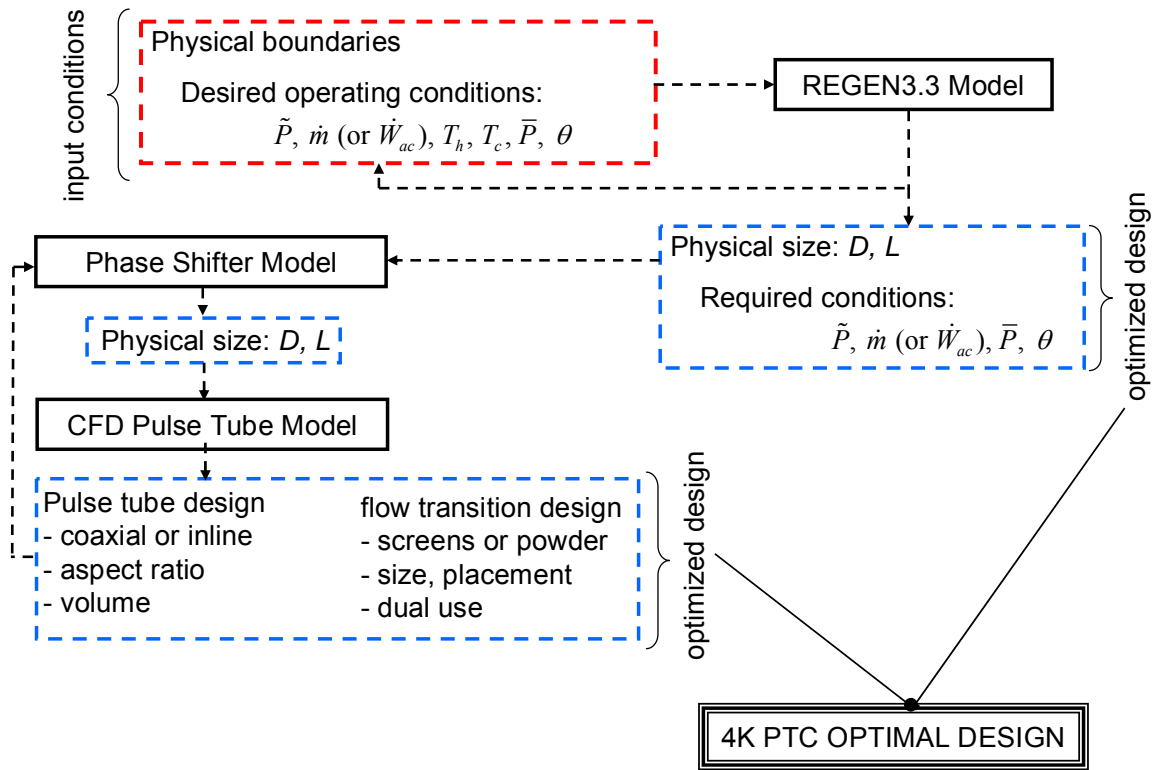 input conditions
Physical boundaries
Desired operating conditions:
P̃, ṁ (or Ẇac), Th, Tc, P̄, θ
REGEN3.3 Model
Physical size: D, L
Required conditions:
P̃, ṁ (or Ẇac), P̄, θ
optimized design
Phase Shifter Model
Physical size: D, L
CFD Pulse Tube Model
Pulse tube design
- coaxial or inline
- aspect ratio
- volume
flow transition design
- screens or powder
- size, placement
- dual use
optimized design
4K PTC OPTIMAL DESIGN